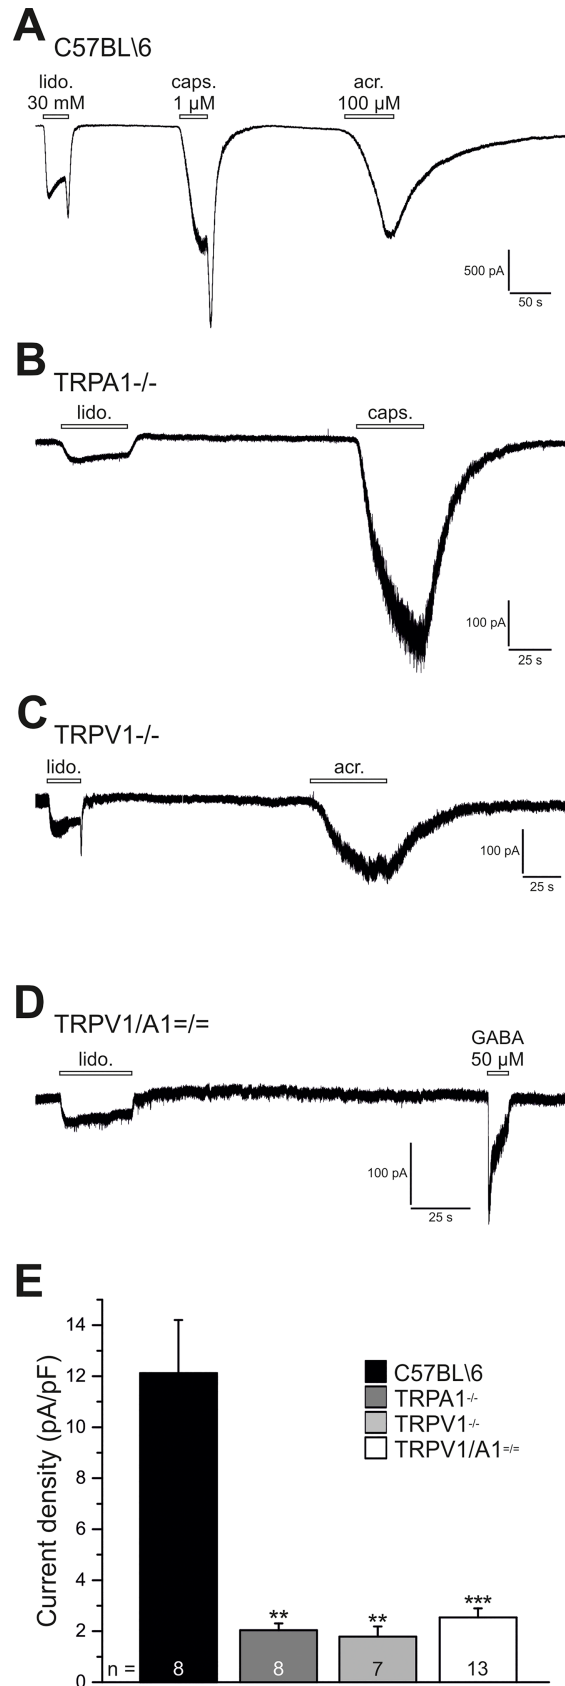 A
C57BL\6
lido.
30 mM
caps.
1 µM
acr.
100 µM
500 pA
50 s
B
TRPA1-/-
lido.
caps.
100 pA
25 s
C
TRPV1-/-
lido.
acr.
100 pA
25 s
D
TRPV1/A1=/=
lido.
GABA
50 µM
100 pA
25 s
E
Current density (pA/pF)
14
12
10
8
6
4
2
0
C57BL\6
TRPA1-/-
TRPV1-/-
TRPV1/A1=/=
**
**
***
n =
8
8
7
13